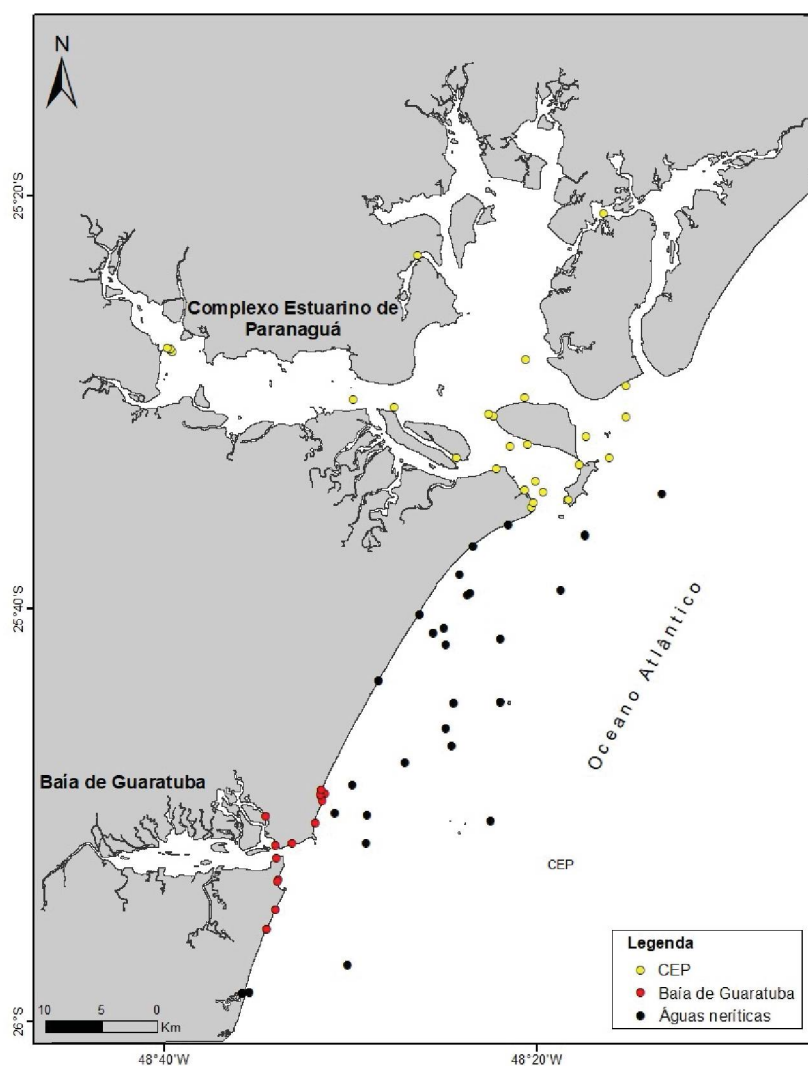 N
25°20'S
Complexo Estuarino de
Paranaguá
25°40'S
Oceano Atlântico
Baía de Guaratuba
CEP
Legenda
CEP
Baía de Guaratuba
Águas neríticas
10 5 0
Km
26°S
48°40'W 48°20'W